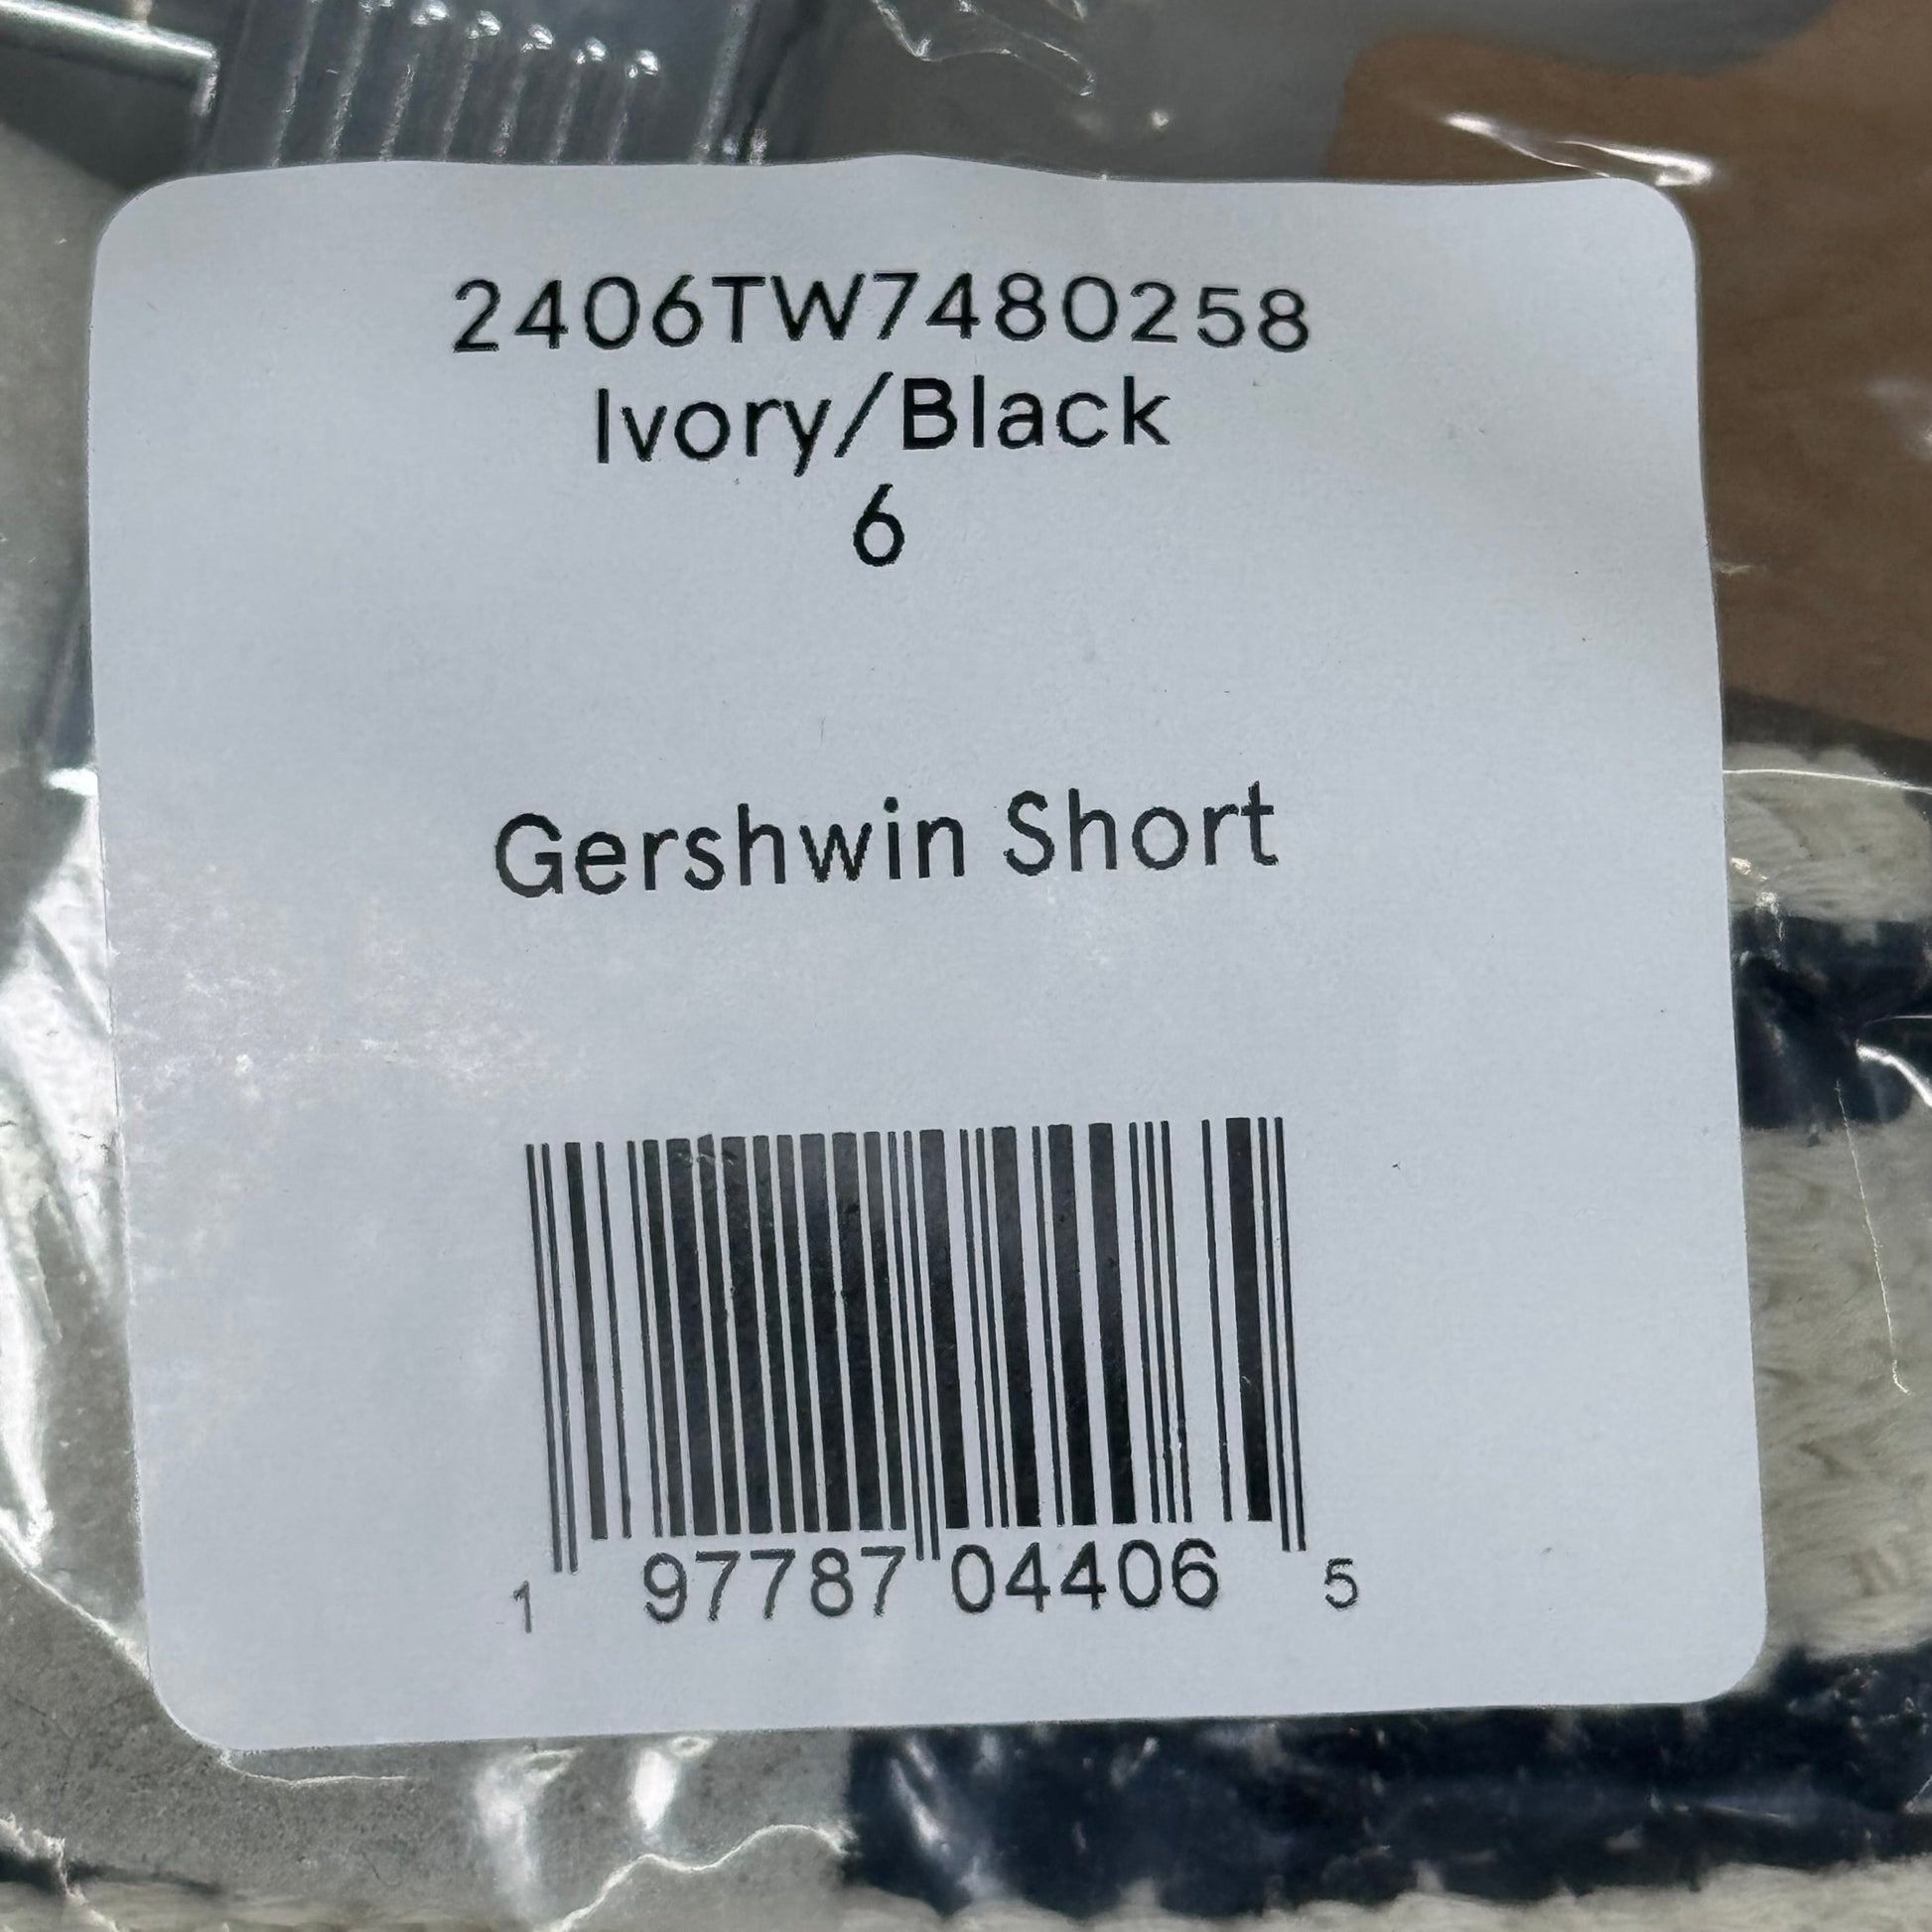 2406TW7480258
Ivory/Black
6
Gershwin Short
1 97787 04406 5